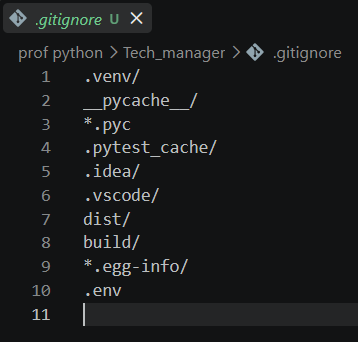 .gitignore U ×
prof python > Tech_manager > .gitignore
1 .venv/
2 __pycache__/
3 *.pyc
4 .pytest_cache/
5 .idea/
6 .vscode/
7 dist/
8 build/
9 *.egg-info/
10 .env
11